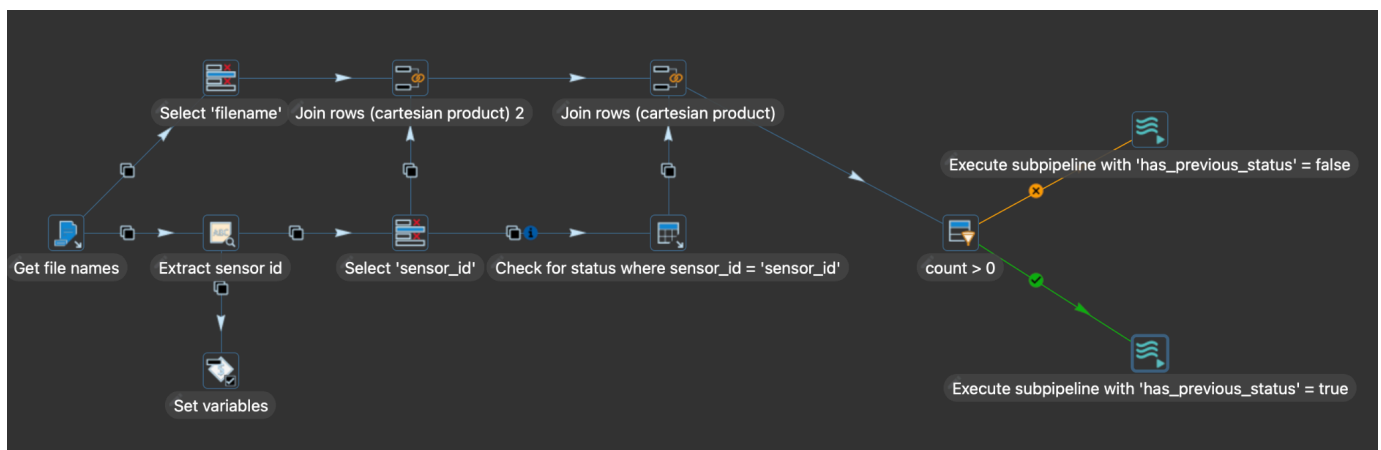 Select 'filename'
Join rows (cartesian product) 2
Join rows (cartesian product)
Execute subpipeline with 'has_previous_status' = false
Get file names
ABC
Extract sensor id
Select 'sensor_id'
Check for status where sensor_id = 'sensor_id'
count > 0
Set variables
Execute subpipeline with 'has_previous_status' = true